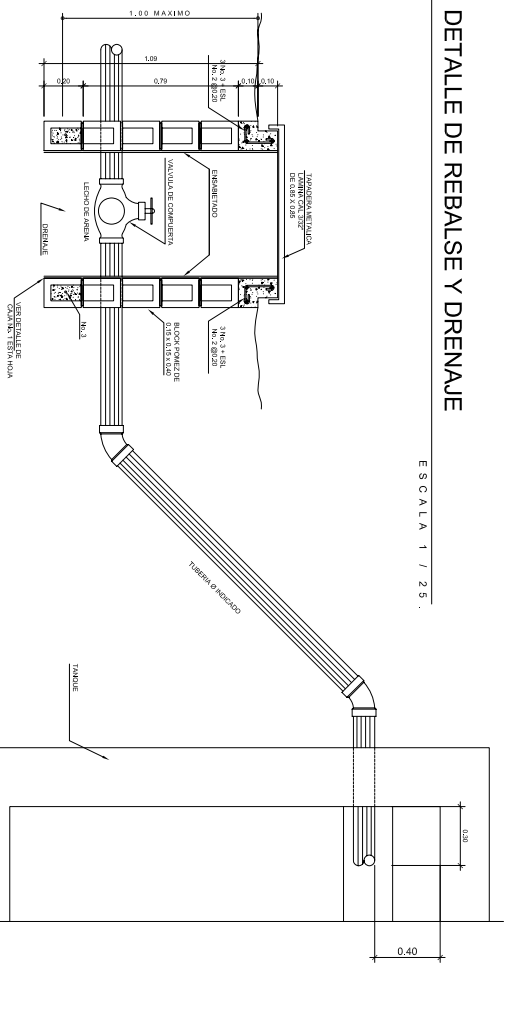 DETALLE DE REBALSE Y DRENAJE
ESCALA 1 / 25.
1.00 MAXIMO
1.09
0.20
0.79
0.10
0.10
3 No. 3 + ESL
No. 2 @0.20
TAPADERA METALICA
LAMINA CAL 3/32"
DE 0.85 X 0.85
ENSABIETADO
VALVULA DE COMPUERTA
LECHO DE ARENA
DRENAJE
3 No. 3 + ESL
No. 2 @0.20
BLOCK POMEZ DE
0.15 x 0.15 x 0.40
No. 3
VER DETALLE DE
CAJA No. 1 ESTA HOJA
TUBERIA Ø INDICADO
TANQUE
0.30
0.40